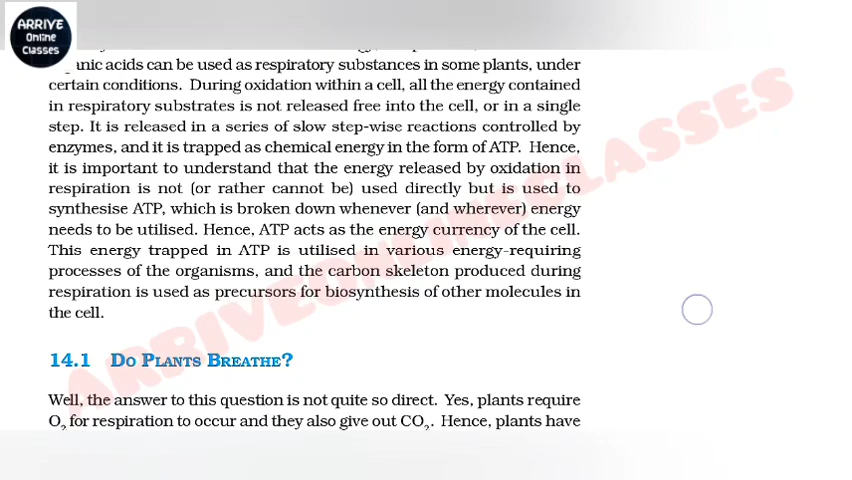 ARRIVE
Online
Classes
anic acids can be used as respiratory substances in some plants, under
certain conditions. During oxidation within a cell, all the energy contained
in respiratory substrates is not released free into the cell, or in a single
step. It is released in a series of slow step-wise reactions controlled by
enzymes, and it is trapped as chemical energy in the form of ATP. Hence,
it is important to understand that the energy released by oxidation in
respiration is not (or rather cannot be) used directly but is used to
synthesise ATP, which is broken down whenever (and wherever) energy
needs to be utilised. Hence, ATP acts as the energy currency of the cell.
This energy trapped in ATP is utilised in various energy-requiring
processes of the organisms, and the carbon skeleton produced during
respiration is used as precursors for biosynthesis of other molecules in
the cell.
ARRIVEONLINECLASSES
14.1 DO PLANTS BREATHE?
Well, the answer to this question is not quite so direct. Yes, plants require
O₂ for respiration to occur and they also give out CO₂. Hence, plants have